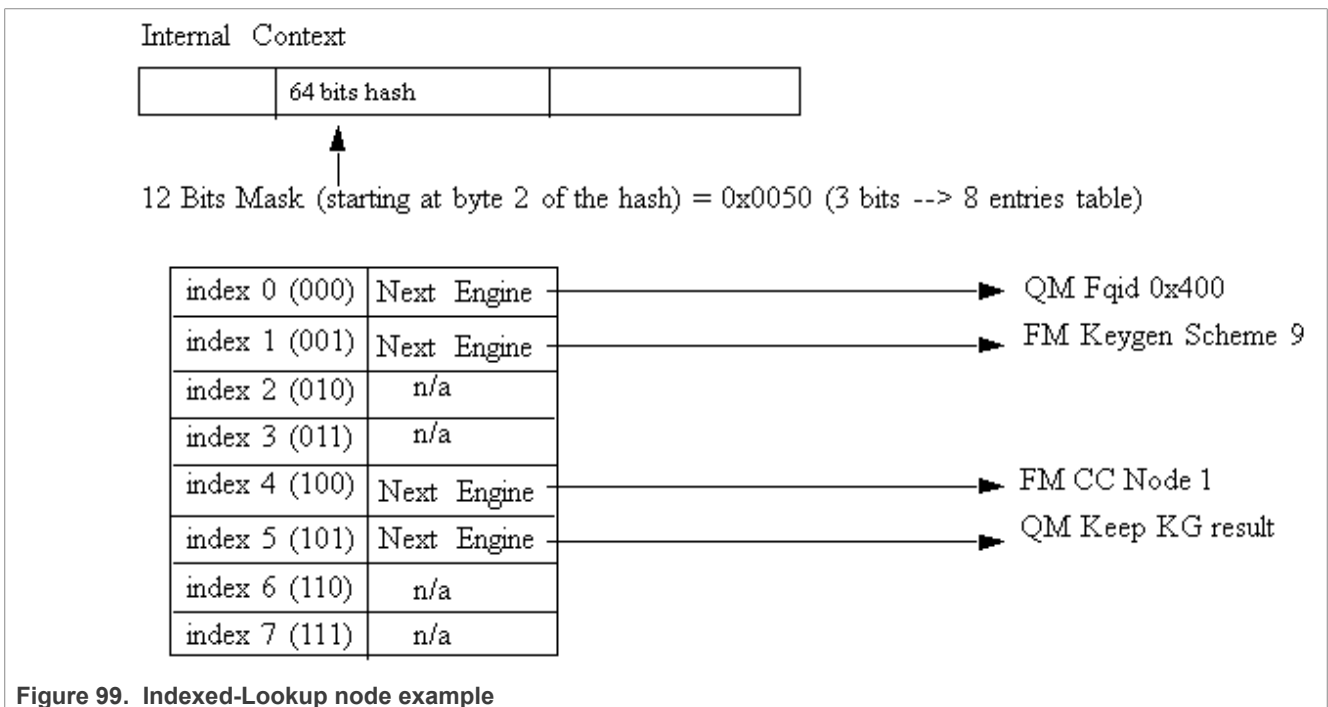 Internal Context
64 bits hash
12 Bits Mask (starting at byte 2 of the hash) = 0x0050 (3 bits --> 8 entries table)
index 0 (000) Next Engine QM Fqid 0x400
index 1 (001) Next Engine FM Keygen Scheme 9
index 2 (010) n/a
index 3 (011) n/a
index 4 (100) Next Engine FM CC Node 1
index 5 (101) Next Engine QM Keep KG result
index 6 (110) n/a
index 7 (111) n/a
Figure 99. Indexed-Lookup node example